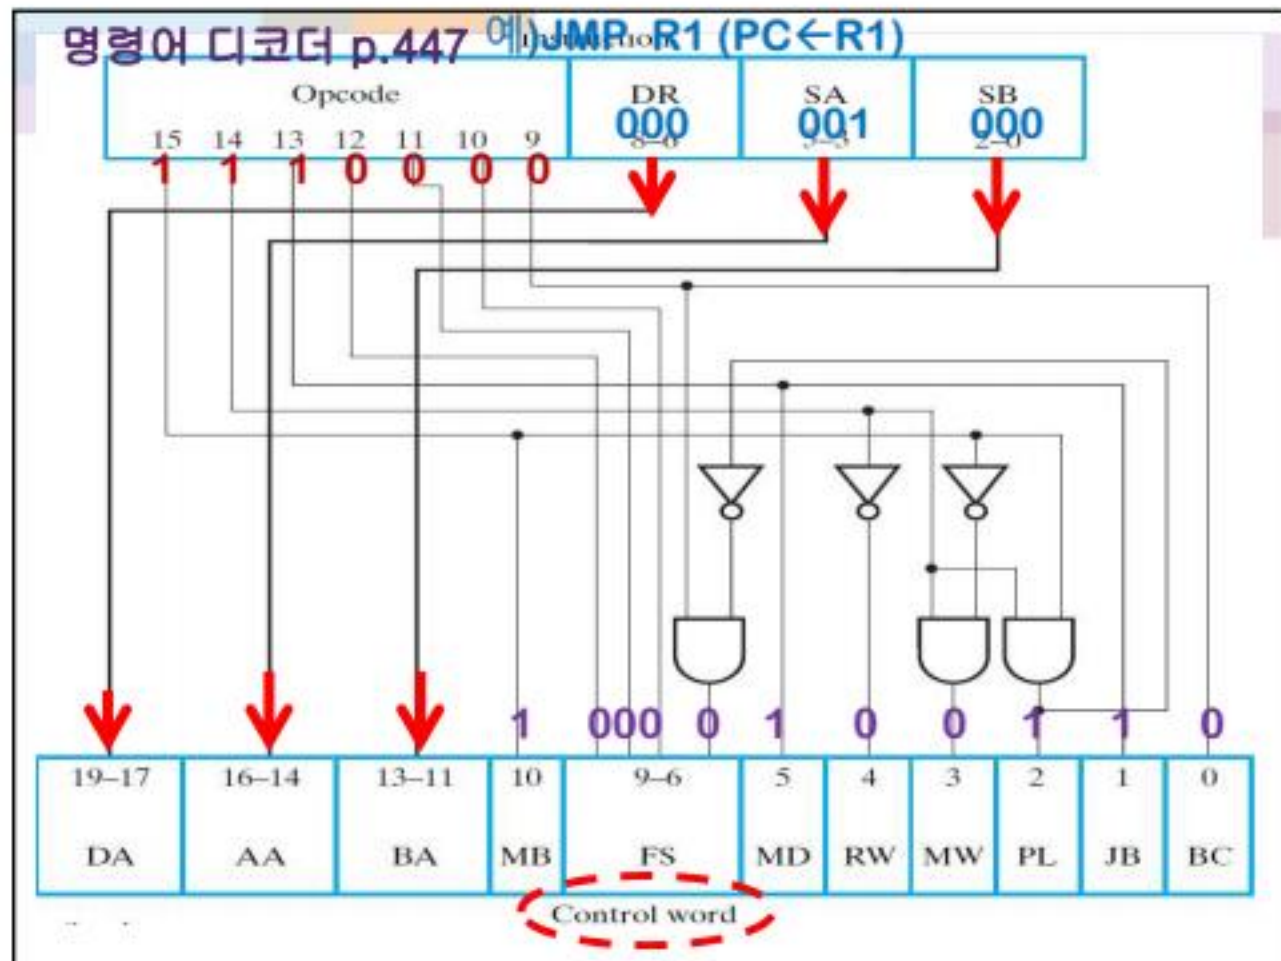 명령어 디코더 p.447 예)JMP R1 (PC←R1)
Opcode DR SA SB
000 001 000
15 14 13 12 11 10 9
1 1 1 0 0 0 0
1 000 0 1 0 0 1 1 0
19–17 16–14 13–11 10 9–6 5 4 3 2 1 0
DA AA BA MB FS MD RW MW PL JB BC
Control word